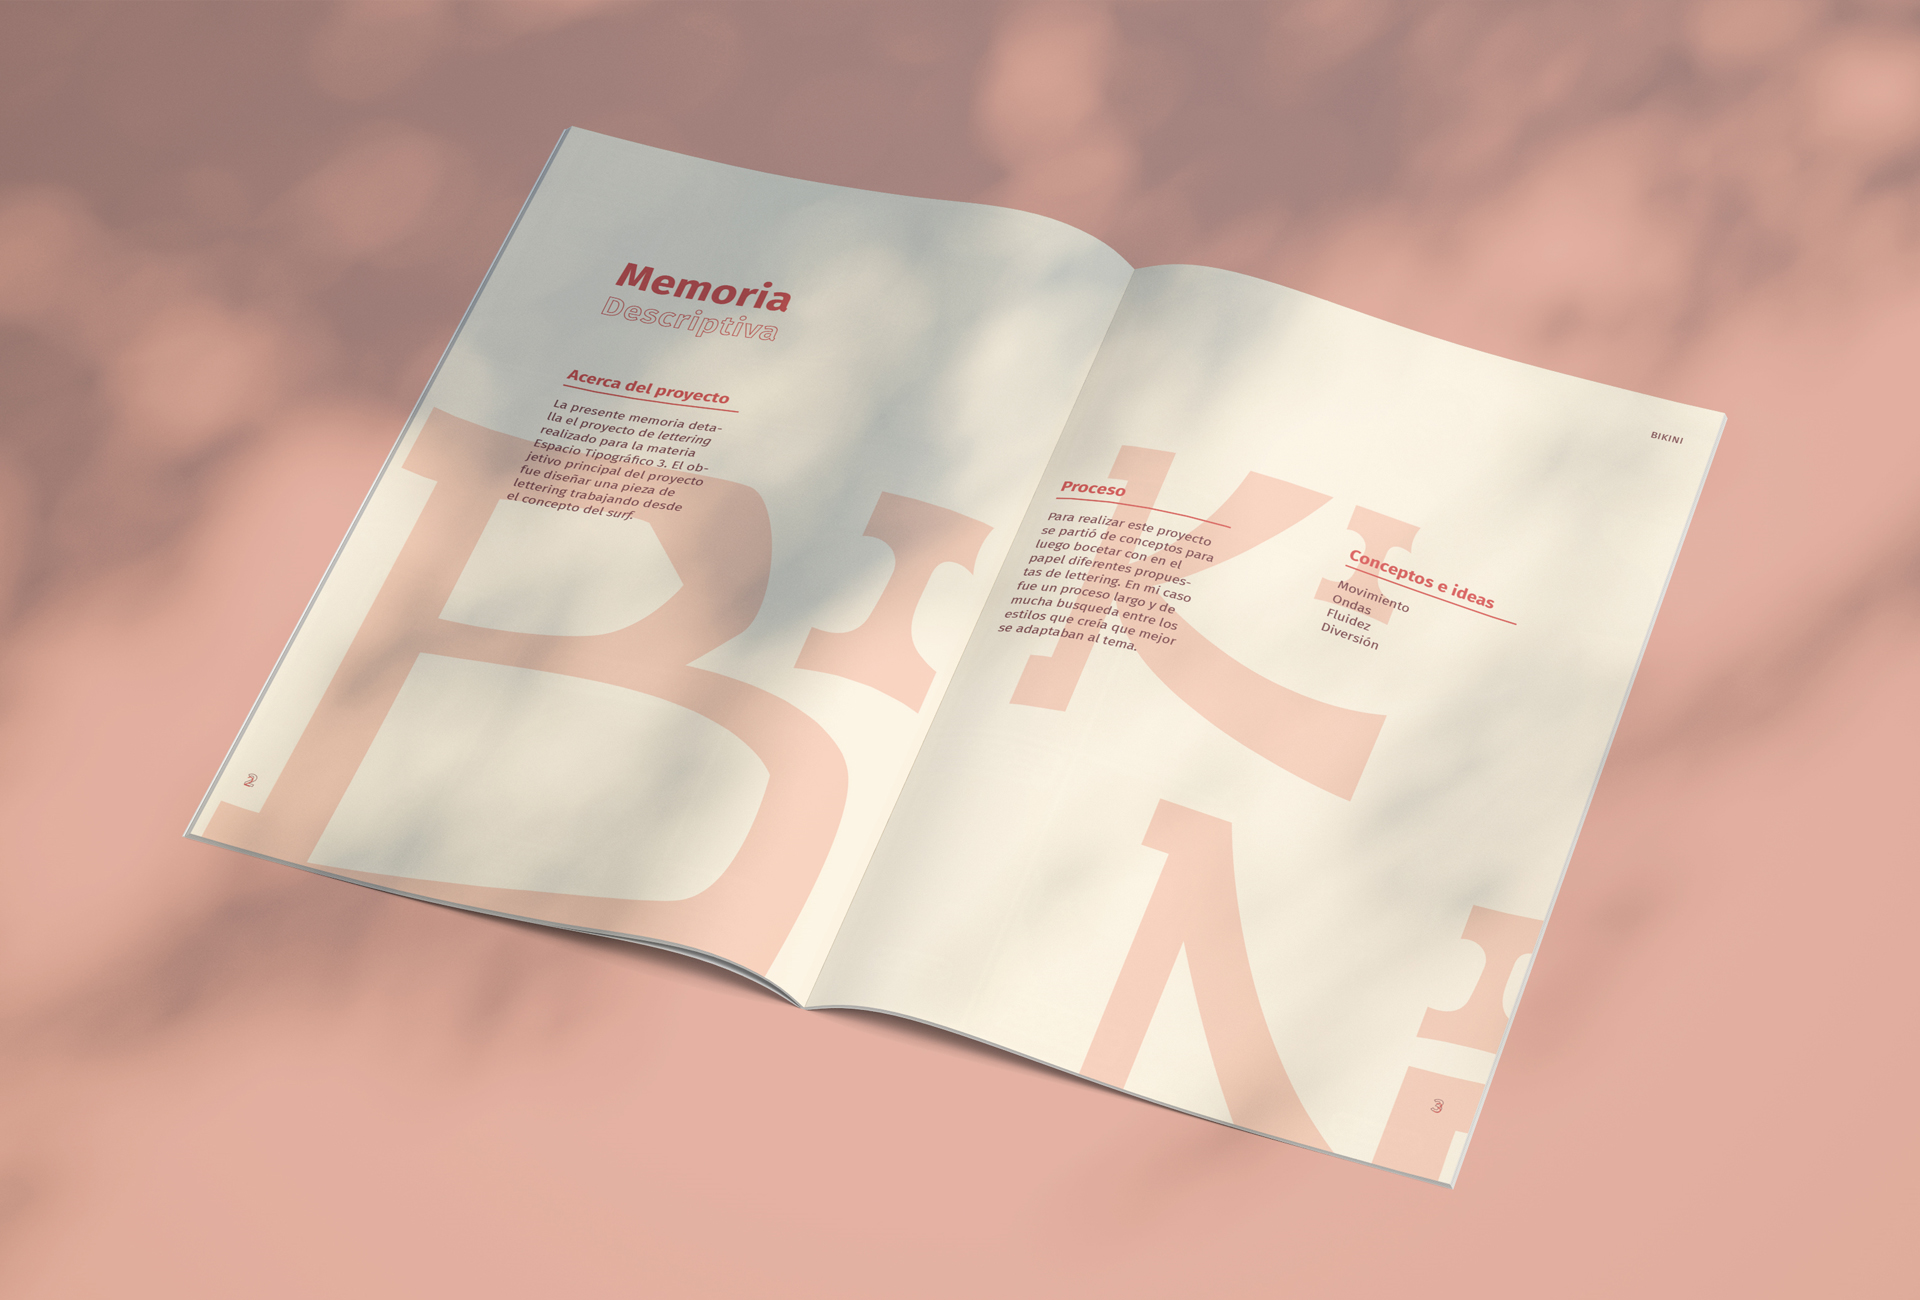 Memoria
Descriptiva
Acerca del proyecto
La presente memoria deta-
lla el proyecto de lettering
realizado para la materia
Espacio Tipográfico 3. El ob-
jetivo principal del proyecto
fue diseñar una pieza de
lettering trabajando desde
el concepto del surf.
2
BiKi
Ni
BIKINI
Proceso
Para realizar este proyecto
se partió de conceptos para
luego bocetar con en el
papel diferentes propues-
tas de lettering. En mi caso
fue un proceso largo y de
mucha busqueda entre los
estilos que creía que mejor
se adaptaban al tema.
Conceptos e ideas
Movimiento
Ondas
Fluidez
Diversión
3